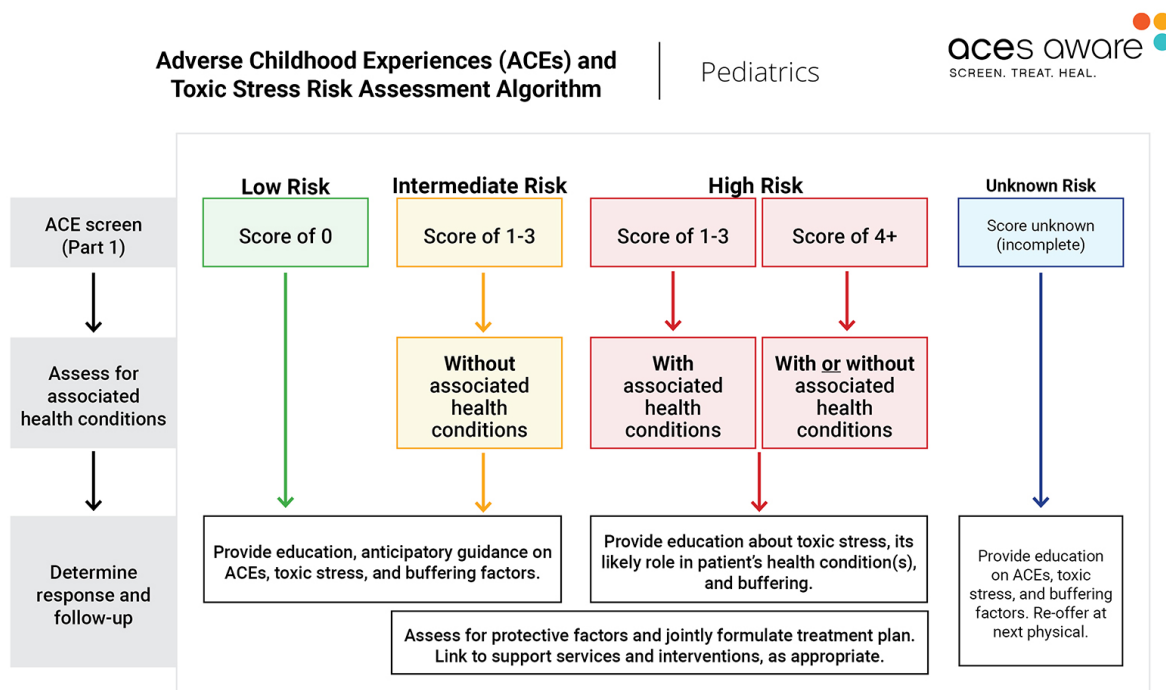 Adverse Childhood Experiences (ACEs) and
Toxic Stress Risk Assessment Algorithm
Pediatrics
aces aware
SCREEN. TREAT. HEAL.
Low Risk
Intermediate Risk
High Risk
Unknown Risk
ACE screen
(Part 1)
Score of 0
Score of 1-3
Score of 1-3
Score of 4+
Score unknown
(incomplete)
Assess for
associated
health conditions
Without
associated
health
conditions
With
associated
health
conditions
With or without
associated
health
conditions
Determine
response and
follow-up
Provide education, anticipatory guidance on
ACEs, toxic stress, and buffering factors.
Provide education about toxic stress, its
likely role in patient's health condition(s),
and buffering.
Assess for protective factors and jointly formulate treatment plan.
Link to support services and interventions, as appropriate.
Provide education
on ACEs, toxic
stress, and buffering
factors. Re-offer at
next physical.